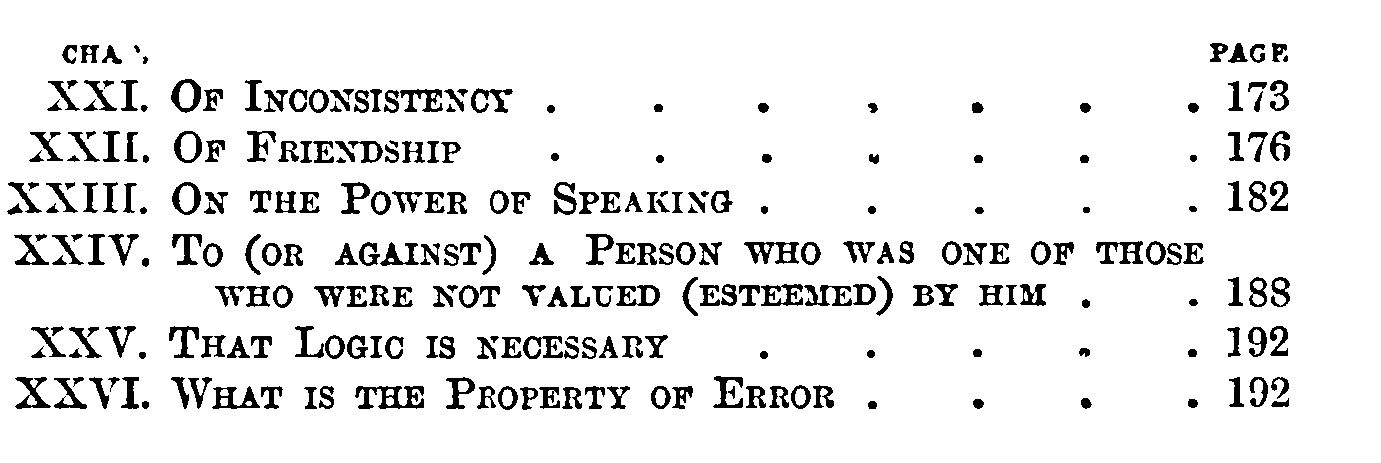 CHAP. PAGE
XXI. OF INCONSISTENCY . . . . . . . 173
XXII. OF FRIENDSHIP . . . . . . . 176
XXIII. ON THE POWER OF SPEAKING . . . . . 182
XXIV. TO (OR AGAINST) A PERSON WHO WAS ONE OF THOSE
WHO WERE NOT VALUED (ESTEEMED) BY HIM . . 188
XXV. THAT LOGIC IS NECESSARY . . . . . 192
XXVI. WHAT IS THE PROPERTY OF ERROR . . . . 192